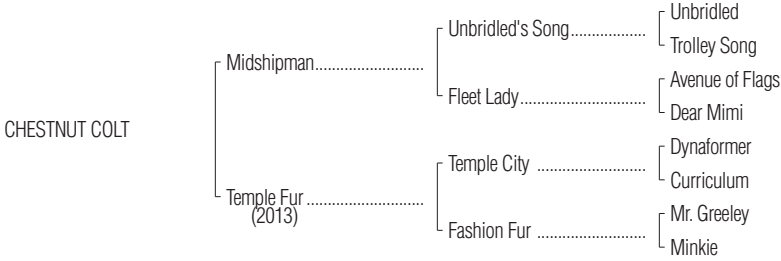 Unbridled
Unbridled's Song...................
Trolley Song
Midshipman..........................
Avenue of Flags
Fleet Lady................................
Dear Mimi
CHESTNUT COLT
Dynaformer
Temple City ...........................
Curriculum
Temple Fur ............................
(2013)
Mr. Greeley
Fashion Fur ...........................
Minkie